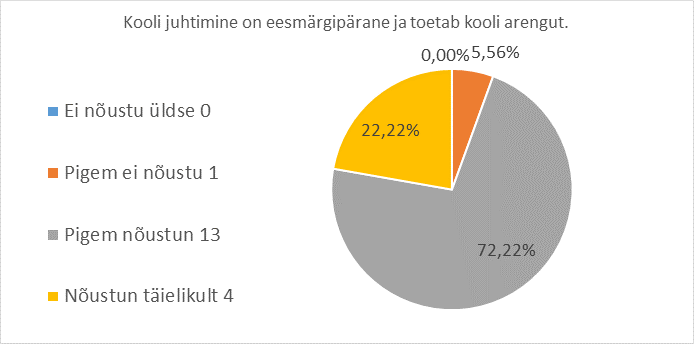 Kooli juhtimine on eesmärgipärane ja toetab kooli arengut.
0,00%
5,56%
Ei nõustu üldse 0
22,22%
Pigem ei nõustu 1
Pigem nõustun 13
72,22%
Nõustun täielikult 4